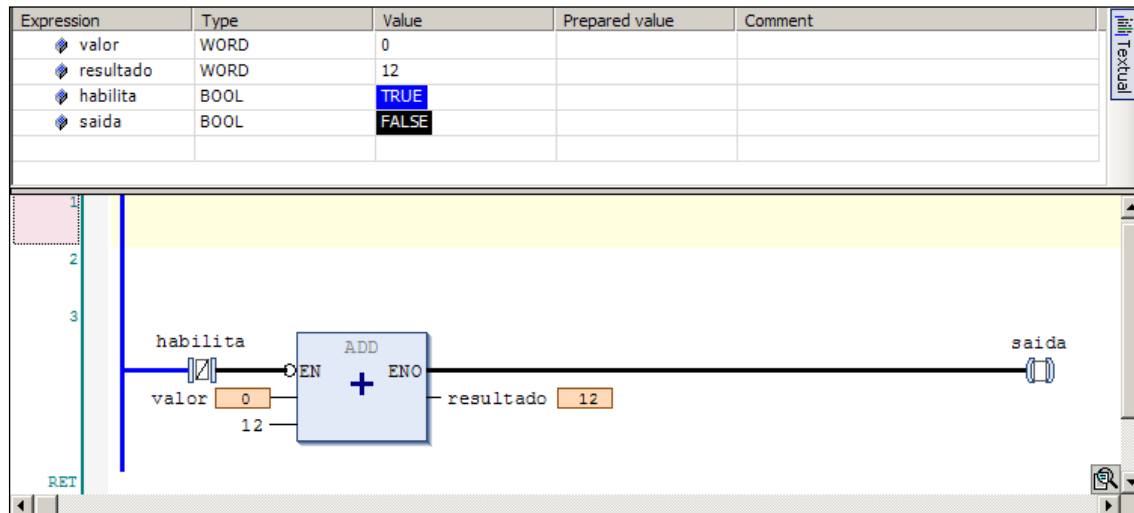 Expression Type Value Prepared value Comment
valor WORD 0
resultado WORD 12
habilita BOOL TRUE
saida BOOL FALSE
Textual
1
2
3
habilita
ADD
saida
EN + ENO
valor 0 resultado 12
12
RET